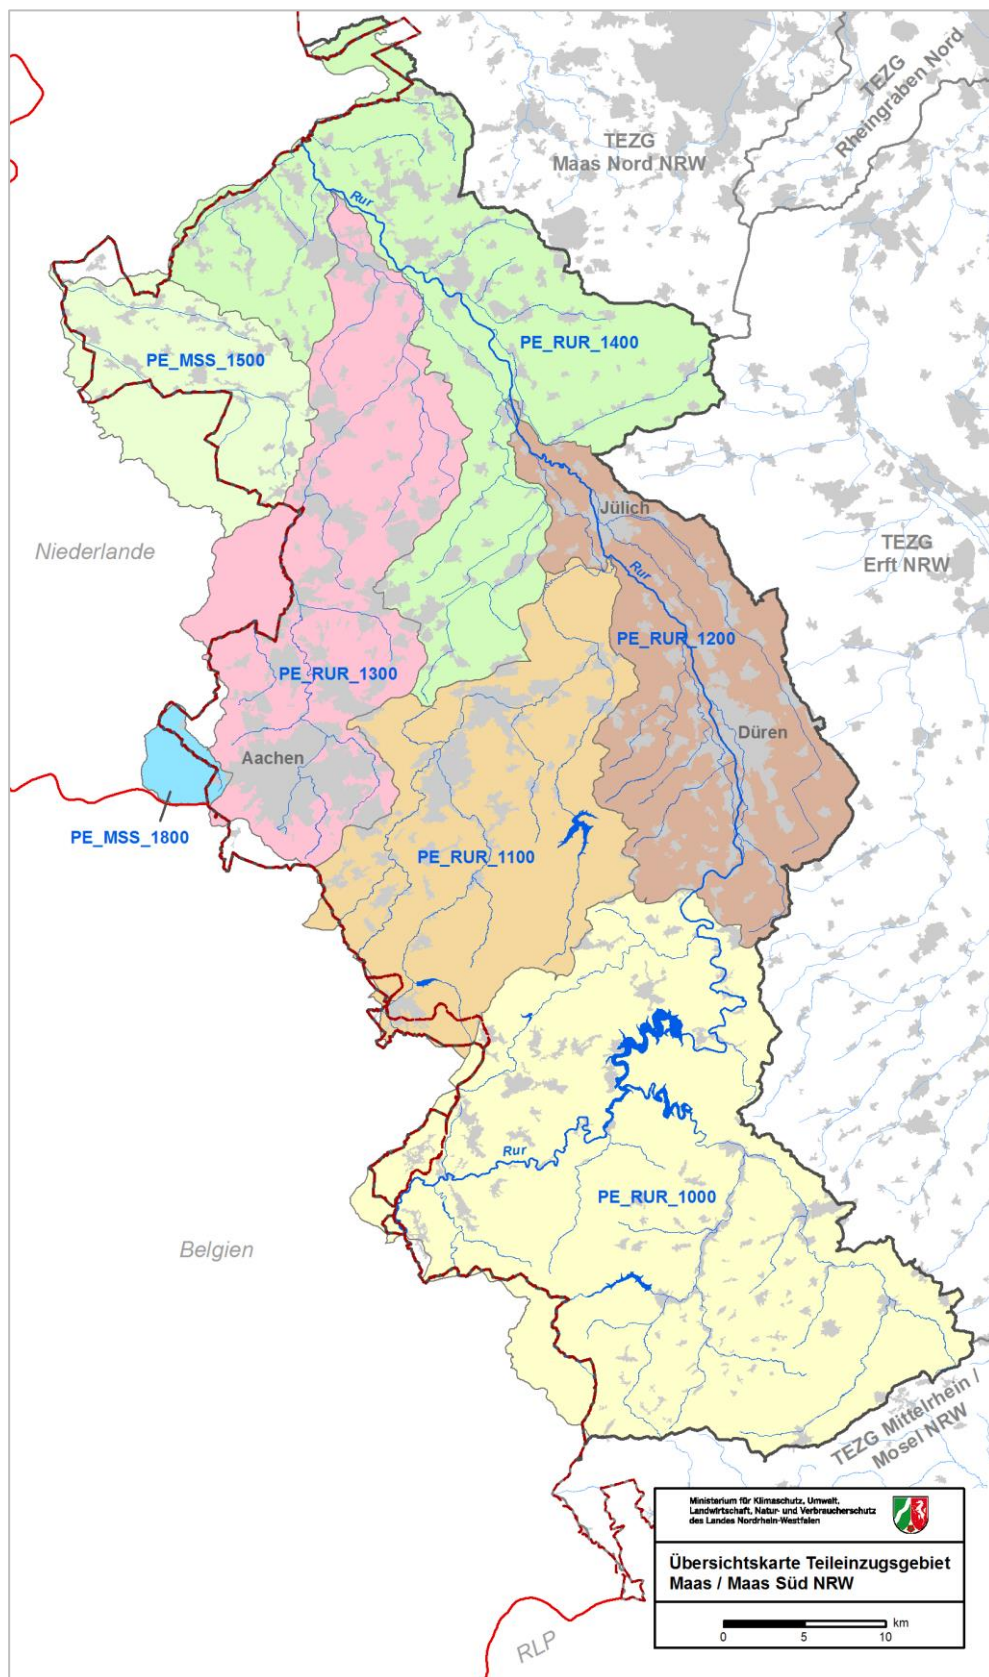 TEZG
Rheingraben Nord
TEZG
Maas Nord NRW
Rur
PE_RUR_1400
PE_MSS_1500
Jülich
TEZG
Erft NRW
Niederlande
Rur
PE_RUR_1200
PE_RUR_1300
Düren
Aachen
PE_MSS_1800
PE_RUR_1100
Rur
PE_RUR_1000
Belgien
TEZG Mittelrhein /
Mosel NRW
Ministerium für Klimaschutz, Umwelt,
Landwirtschaft, Natur- und Verbraucherschutz
des Landes Nordrhein-Westfalen
Übersichtskarte Teileinzugsgebiet
Maas / Maas Süd NRW
km
0 5 10
RLP